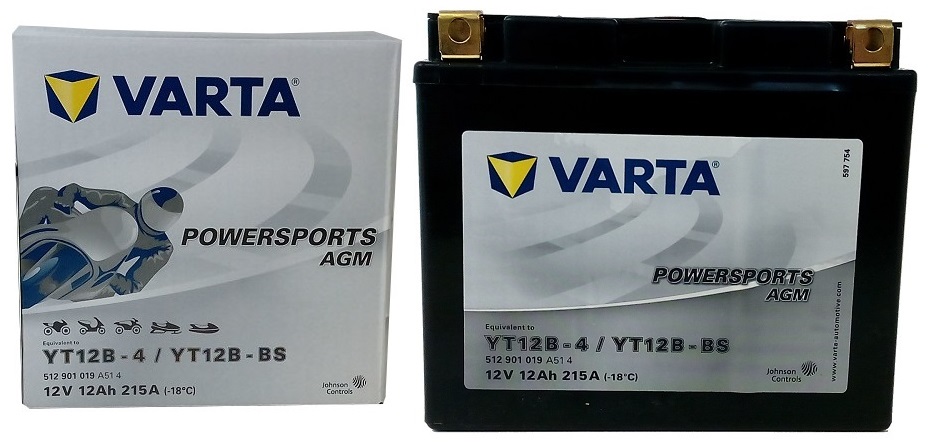 VARTA®
POWERSPORTS
AGM
Equivalent to
YT12B-4 / YT12B-BS
512 901 019 A51 4
12V 12Ah 215A (-18°C)
Johnson
Controls
VARTA®
597 754
POWERSPORTS
AGM
www.varta-automotive.com
Equivalent to
YT12B-4 / YT12B-BS
512 901 019 A51 4
12V 12Ah 215A (-18°C)
Johnson
Controls